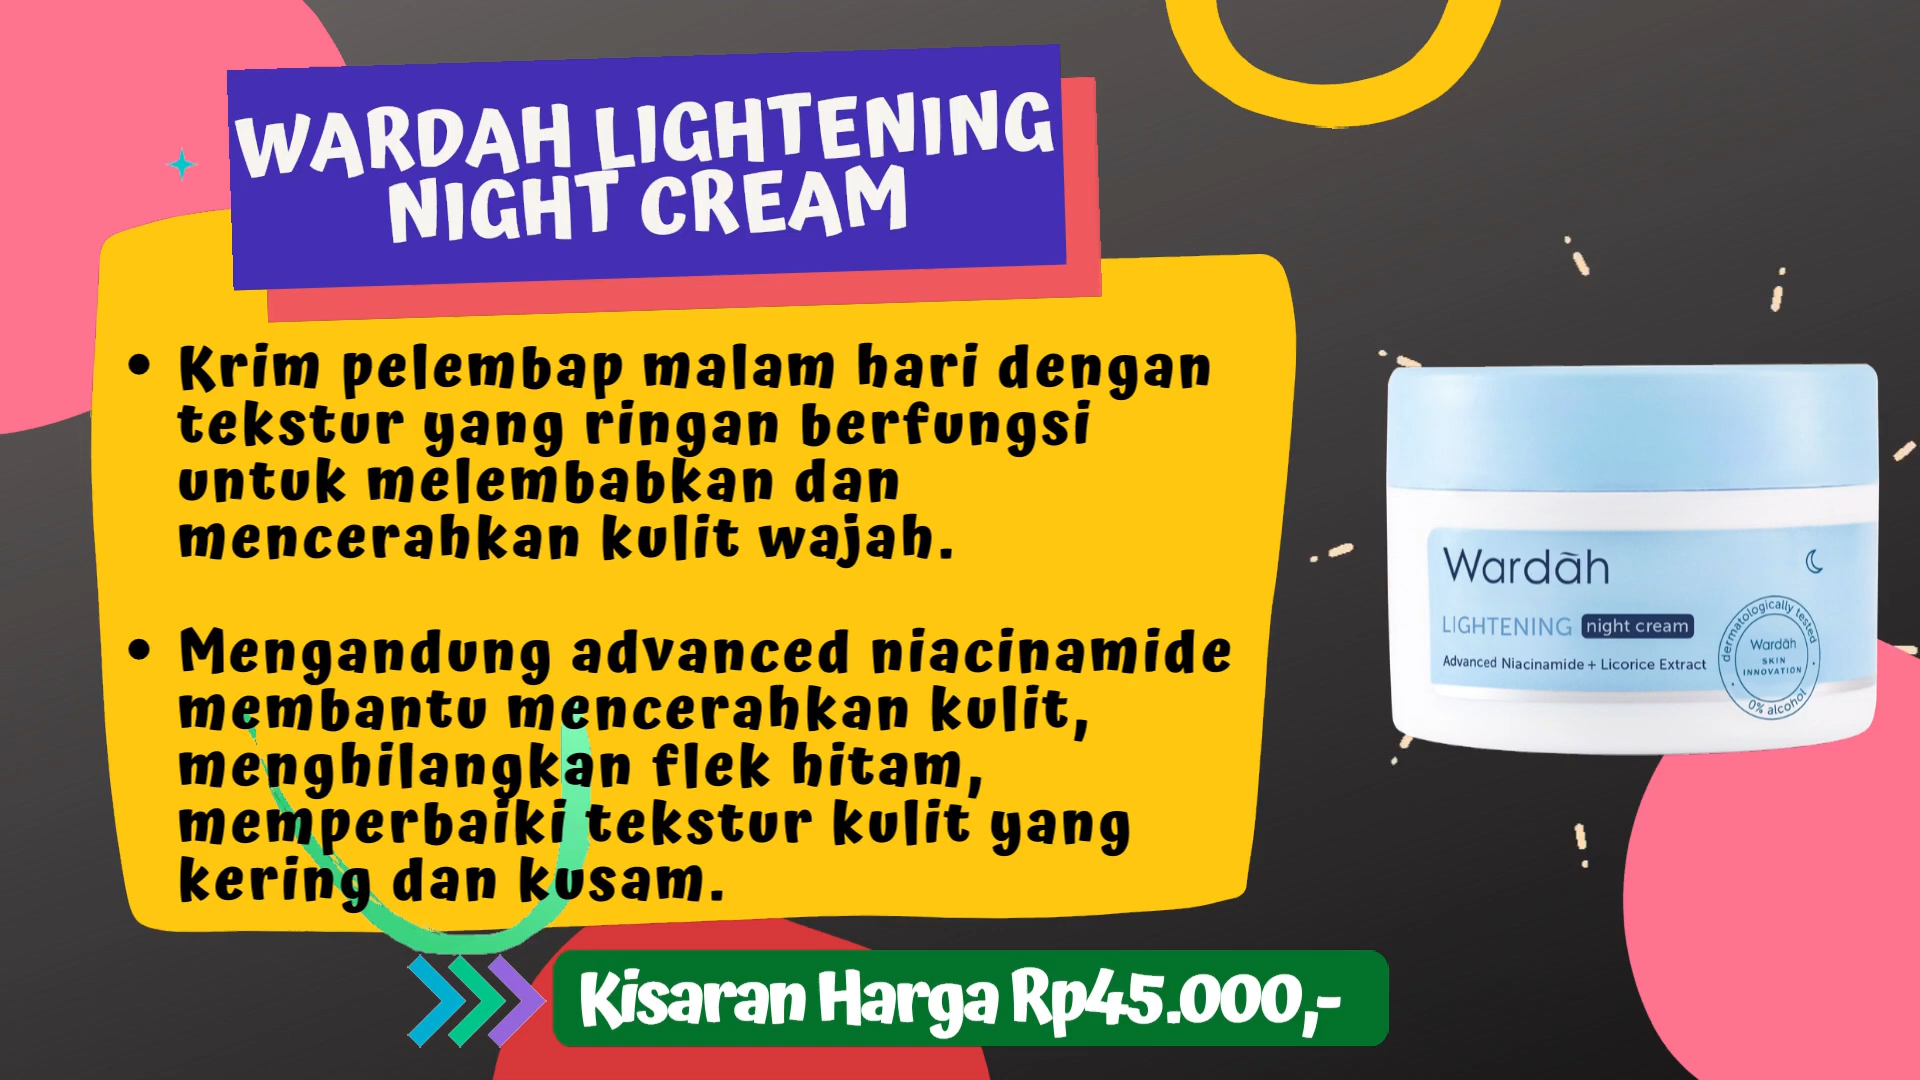 WARDAH LIGHTENING
NIGHT CREAM
• Krim pelembap malam hari dengan
tekstur yang ringan berfungsi
untuk melembabkan dan
mencerahkan kulit wajah.
• Mengandung advanced niacinamide
membantu mencerahkan kulit,
menghilangkan flek hitam,
memperbaiki tekstur kulit yang
kering dan kusam.
Kisaran Harga Rp45.000,-
Wardāh
LIGHTENING night cream
Advanced Niacinamide + Licorice Extract
dermatologically tested
Wardāh
SKIN
INNOVATION
0% alcohol